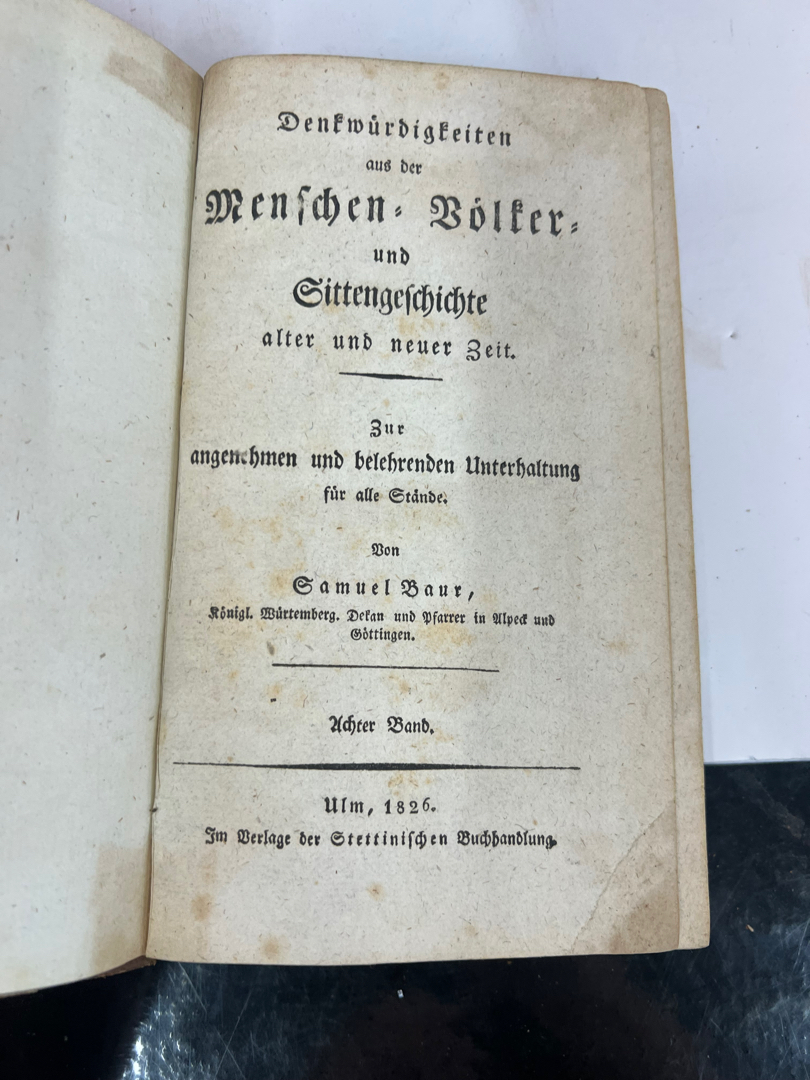 Denkwürdigkeiten
aus der
Menschen- Völker-
und
Sittengeschichte
alter und neuer Zeit.
Zur
angenehmen und belehrenden Unterhaltung
für alle Stände.
Von
Samuel Baur,
Königl. Würtemberg. Dekan und Pfarrer in Alpeck und
Göttingen.
Achter Band.
Ulm, 1826.
Im Verlage der Stettinischen Buchhandlung.